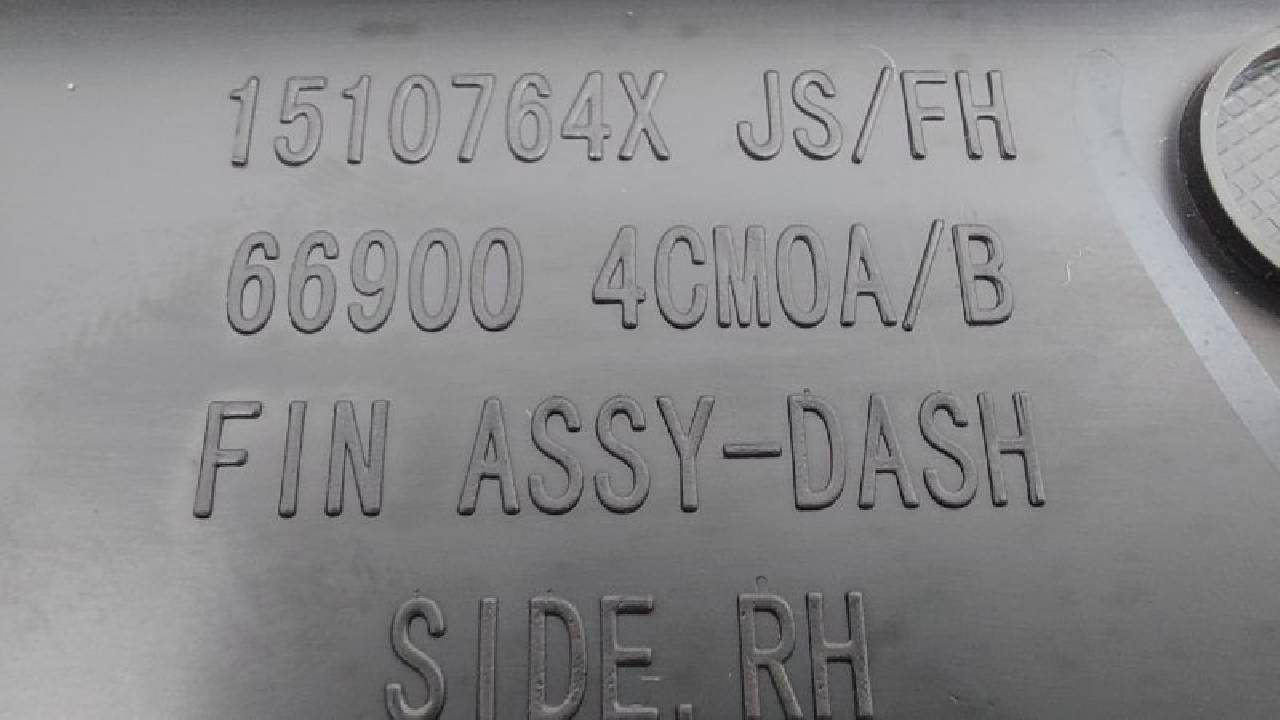 1510764X JS/FH
66900 4CM0A/B
FIN ASSY-DASH
SIDE.RH